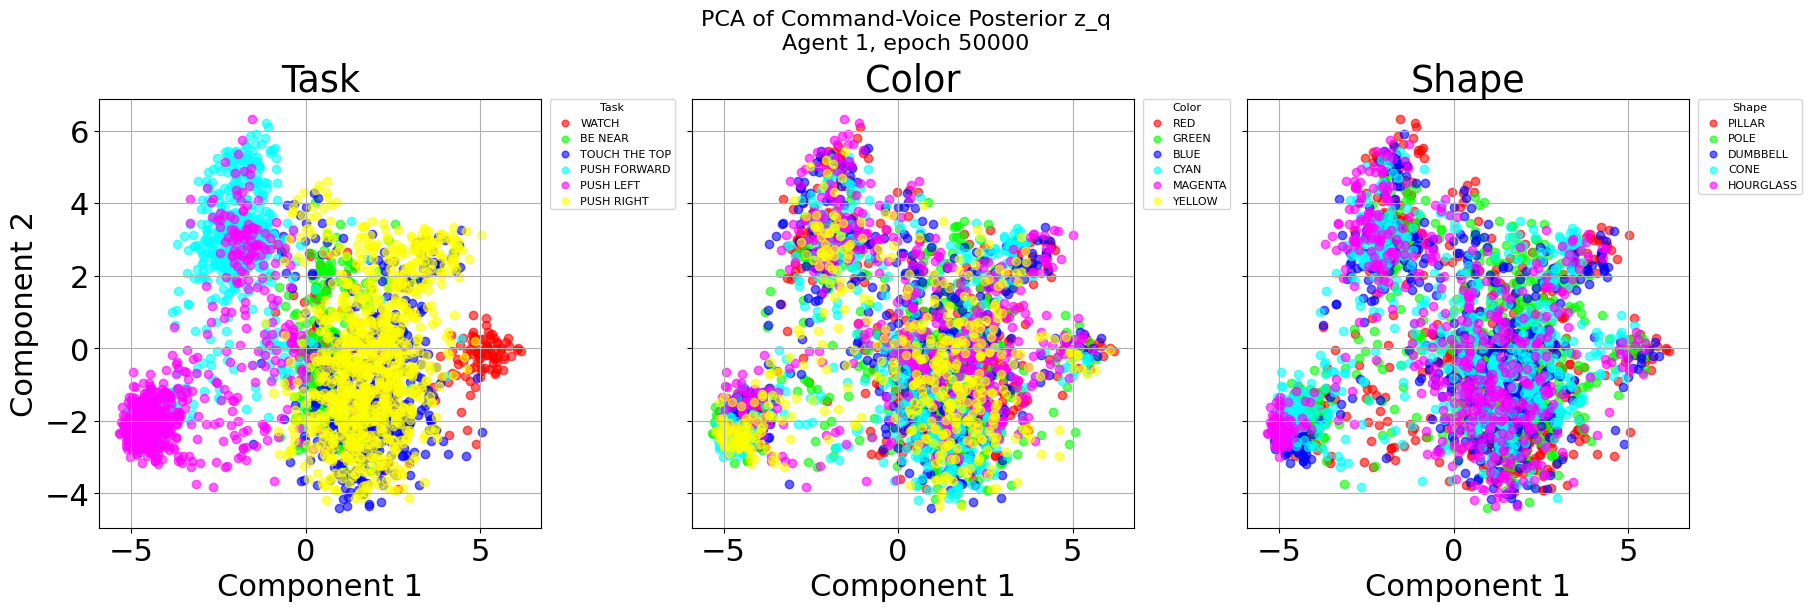 PCA of Command-Voice Posterior z_q
Agent 1, epoch 50000
Task
Color
Shape
Component 2
6
4
2
0
−2
−4
−5
0
5
Component 1
Task
WATCH
BE NEAR
TOUCH THE TOP
PUSH FORWARD
PUSH LEFT
PUSH RIGHT
−5
0
5
Component 1
Color
RED
GREEN
BLUE
CYAN
MAGENTA
YELLOW
−5
0
5
Component 1
Shape
PILLAR
POLE
DUMBBELL
CONE
HOURGLASS